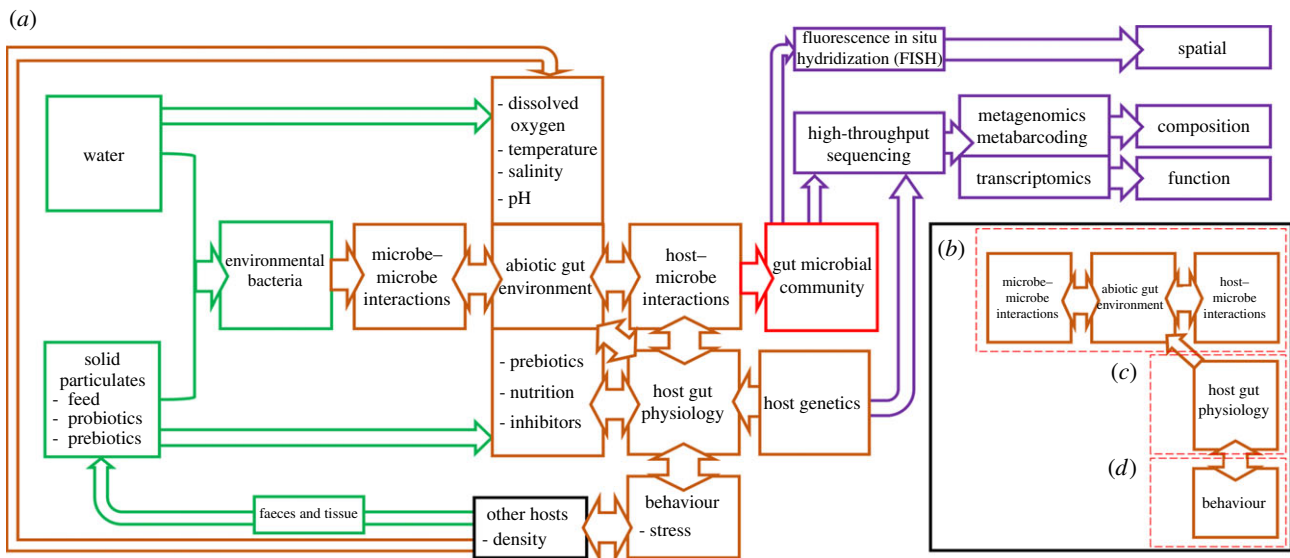 (a)
fluorescence in situ
hydridization (FISH)
spatial
- dissolved
oxygen
- temperature
- salinity
- pH
water
high-throughput
sequencing
metagenomics
metabarcoding
composition
transcriptomics
function
environmental
bacteria
microbe–
microbe
interactions
abiotic gut
environment
host–
microbe
interactions
gut microbial
community
solid
particulates
- feed
- probiotics
- prebiotics
- prebiotics
- nutrition
- inhibitors
host gut
physiology
host genetics
faeces and tissue
other hosts
- density
behaviour
- stress
(b)
microbe–
microbe
interactions
abiotic gut
environment
host–
microbe
interactions
(c)
host gut
physiology
(d)
behaviour